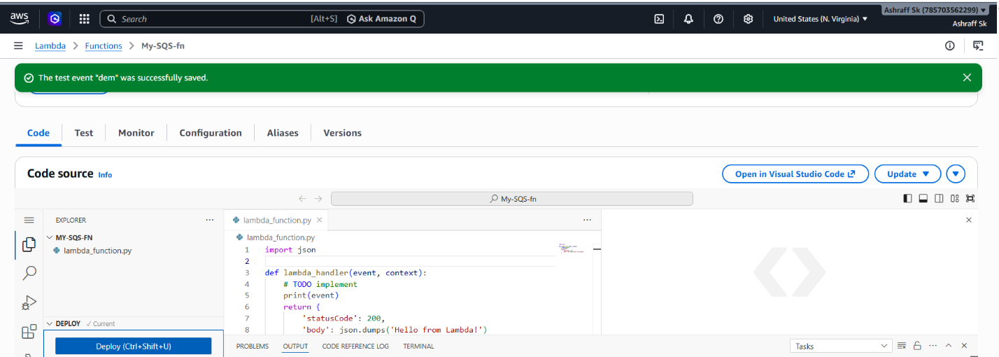 aws
Search [Alt+S] Ask Amazon Q United States (N. Virginia) ▼ Ashraff Sk (785703562299) ▼
Ashraff Sk
Lambda > Functions > My-SQS-fn
The test event "dem" was successfully saved.
Code Test Monitor Configuration Aliases Versions
Code source Info Open in Visual Studio Code Update ▼
My-SQS-fn
EXPLORER ... lambda_function.py × ...
MY-SQS-FN lambda_function.py
lambda_function.py
1 import json
2
3 def lambda_handler(event, context):
4 # TODO implement
5 print(event)
6 return {
7 'statusCode': 200,
8 'body': json.dumps('Hello from Lambda!')
DEPLOY ✓ Current
Deploy (Ctrl+Shift+U)
PROBLEMS OUTPUT CODE REFERENCE LOG TERMINAL Tasks